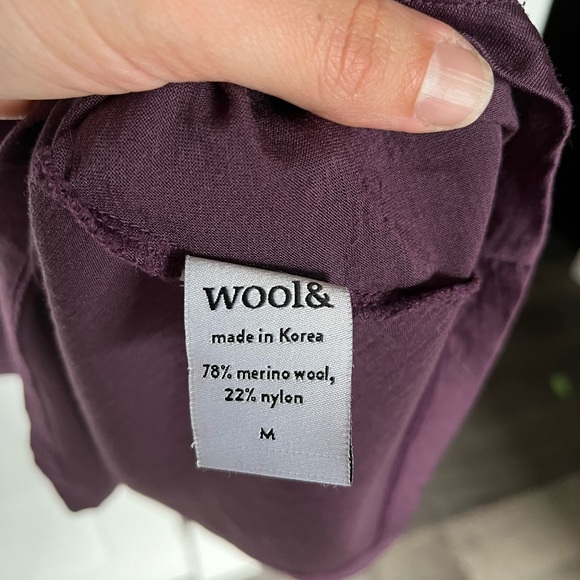 wool&
made in Korea
78% merino wool,
22% nylon
M